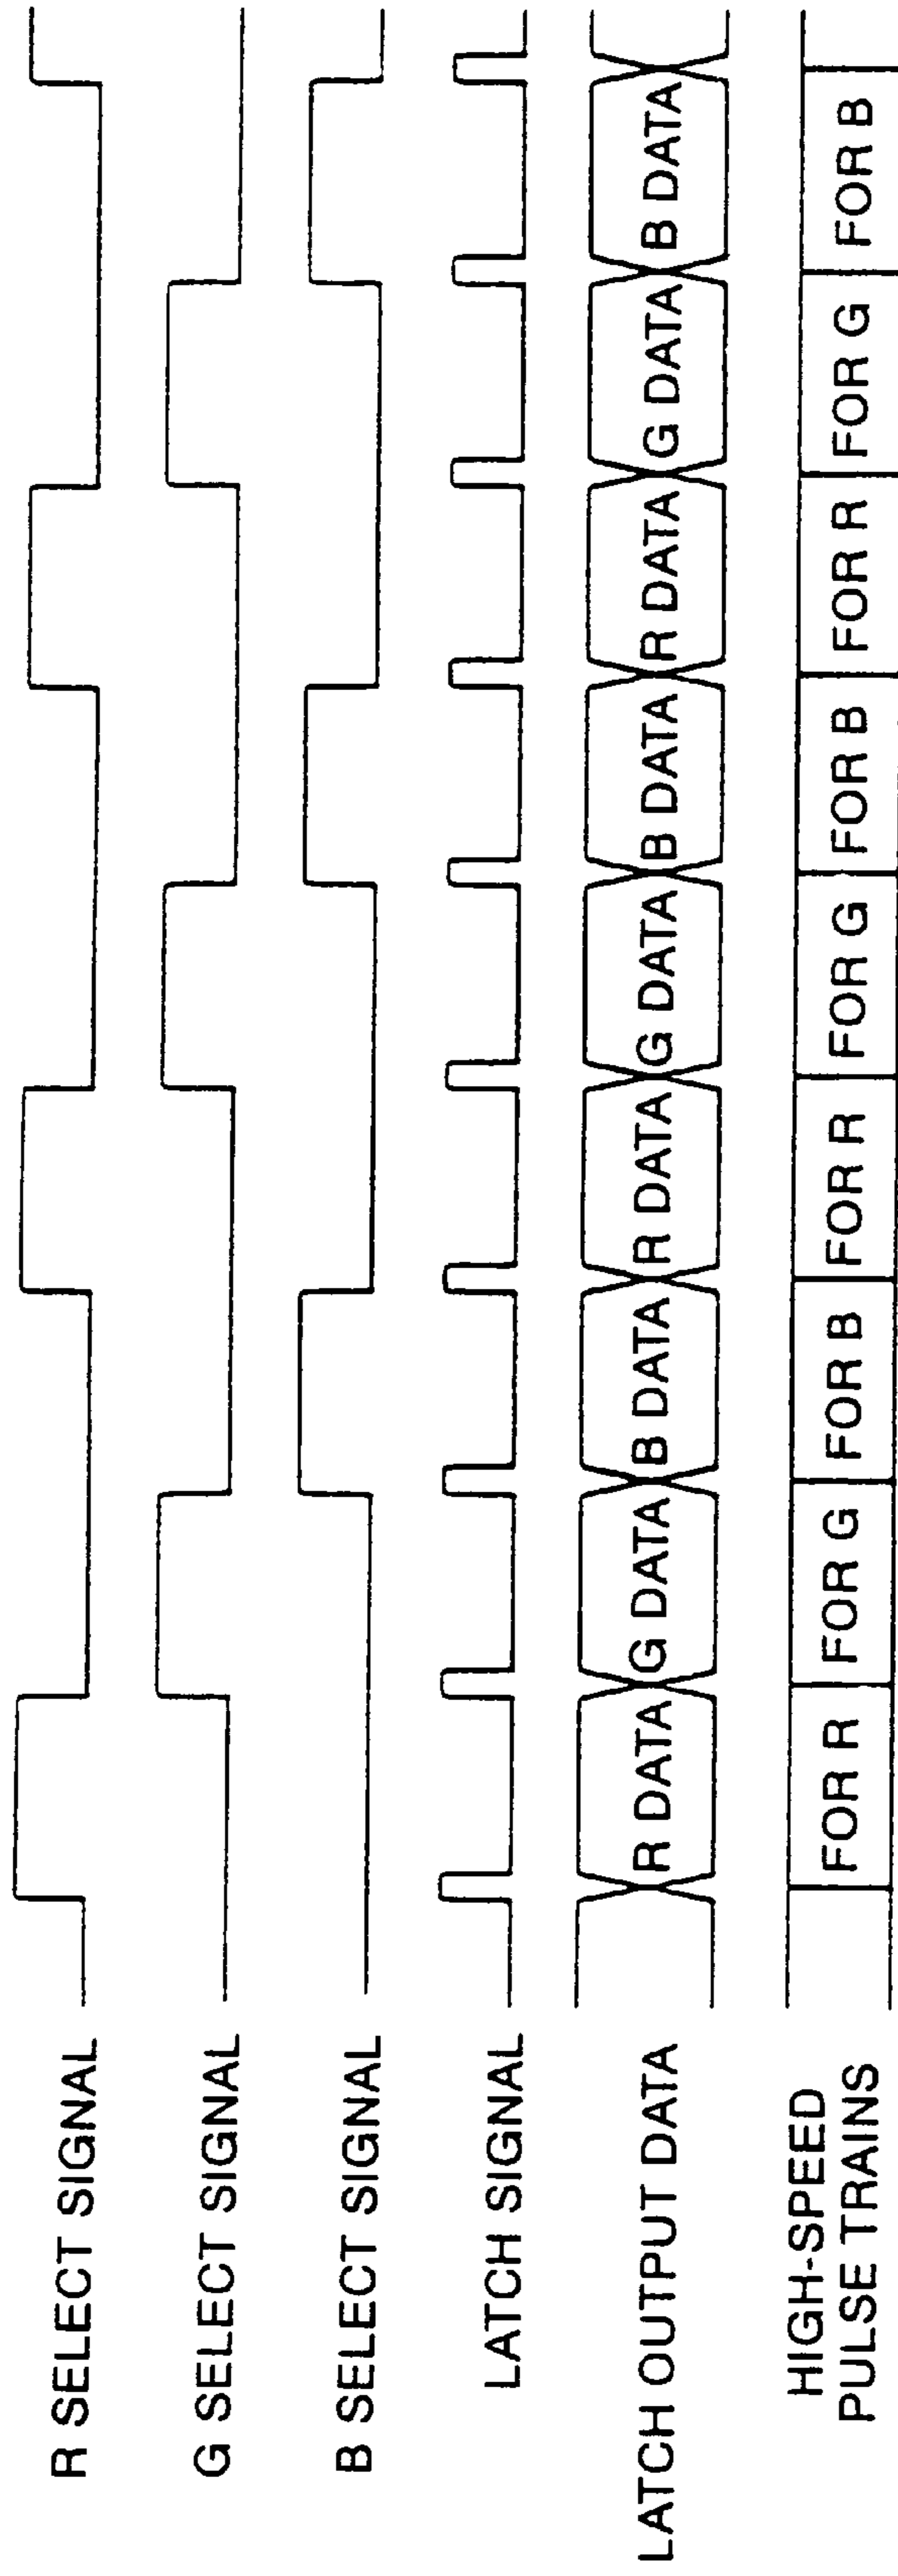 R SELECT SIGNAL
G SELECT SIGNAL
B SELECT SIGNAL
LATCH SIGNAL
LATCH OUTPUT DATA
R DATA G DATA B DATA R DATA G DATA B DATA R DATA G DATA B DATA
HIGH-SPEED
PULSE TRAINS
FOR R FOR G FOR B FOR R FOR G FOR B FOR R FOR G FOR B